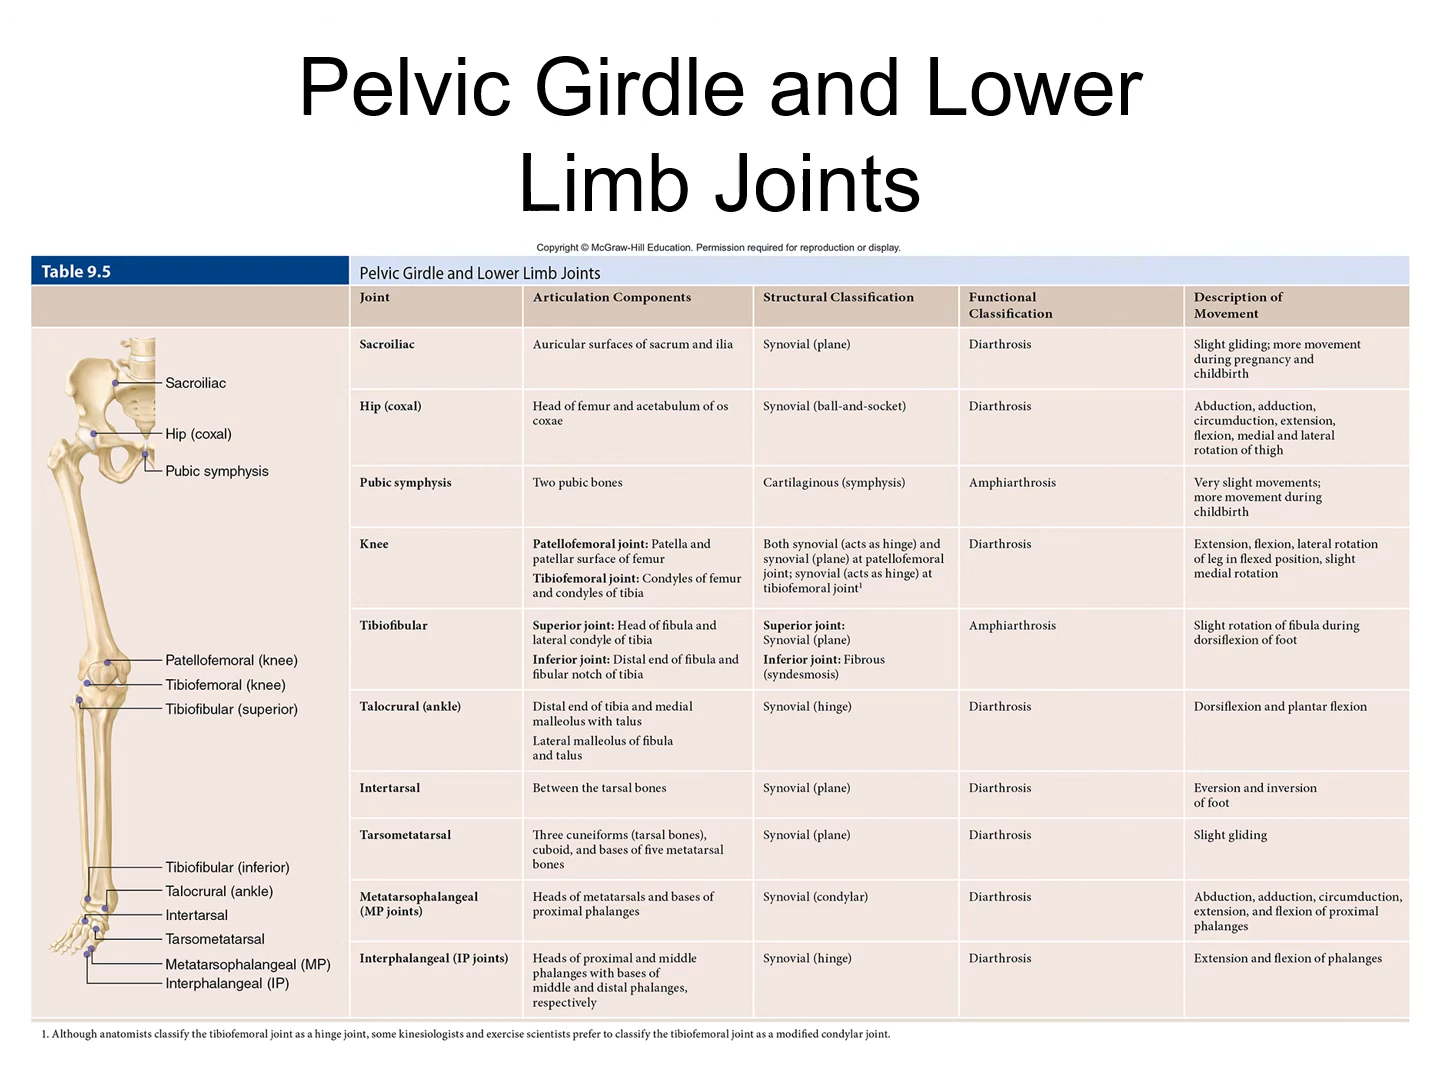 Pelvic Girdle and Lower
Limb Joints
Copyright © McGraw-Hill Education. Permission required for reproduction or display.
Table 9.5
Pelvic Girdle and Lower Limb Joints
Joint
Articulation Components
Structural Classification
Functional
Classification
Description of
Movement
Sacroiliac
Hip (coxal)
Pubic symphysis
Patellofemoral (knee)
Tibiofemoral (knee)
Tibiofibular (superior)
Tibiofibular (inferior)
Talocrural (ankle)
Intertarsal
Tarsometatarsal
Metatarsophalangeal (MP)
Interphalangeal (IP)
Sacroiliac
Auricular surfaces of sacrum and ilia
Synovial (plane)
Diarthrosis
Slight gliding; more movement
during pregnancy and
childbirth
Hip (coxal)
Head of femur and acetabulum of os
coxae
Synovial (ball-and-socket)
Diarthrosis
Abduction, adduction,
circumduction, extension,
flexion, medial and lateral
rotation of thigh
Pubic symphysis
Two pubic bones
Cartilaginous (symphysis)
Amphiarthrosis
Very slight movements;
more movement during
childbirth
Knee
Patellofemoral joint: Patella and
patellar surface of femur
Tibiofemoral joint: Condyles of femur
and condyles of tibia
Both synovial (acts as hinge) and
synovial (plane) at patellofemoral
joint; synovial (acts as hinge) at
tibiofemoral joint¹
Diarthrosis
Extension, flexion, lateral rotation
of leg in flexed position, slight
medial rotation
Tibiofibular
Superior joint: Head of fibula and
lateral condyle of tibia
Inferior joint: Distal end of fibula and
fibular notch of tibia
Superior joint:
Synovial (plane)
Inferior joint: Fibrous
(syndesmosis)
Amphiarthrosis
Slight rotation of fibula during
dorsiflexion of foot
Talocrural (ankle)
Distal end of tibia and medial
malleolus with talus
Lateral malleolus of fibula
and talus
Synovial (hinge)
Diarthrosis
Dorsiflexion and plantar flexion
Intertarsal
Between the tarsal bones
Synovial (plane)
Diarthrosis
Eversion and inversion
of foot
Tarsometatarsal
Three cuneiforms (tarsal bones),
cuboid, and bases of five metatarsal
bones
Synovial (plane)
Diarthrosis
Slight gliding
Metatarsophalangeal
(MP joints)
Heads of metatarsals and bases of
proximal phalanges
Synovial (condylar)
Diarthrosis
Abduction, adduction, circumduction,
extension, and flexion of proximal
phalanges
Interphalangeal (IP joints)
Heads of proximal and middle
phalanges with bases of
middle and distal phalanges,
respectively
Synovial (hinge)
Diarthrosis
Extension and flexion of phalanges
1. Although anatomists classify the tibiofemoral joint as a hinge joint, some kinesiologists and exercise scientists prefer to classify the tibiofemoral joint as a modified condylar joint.